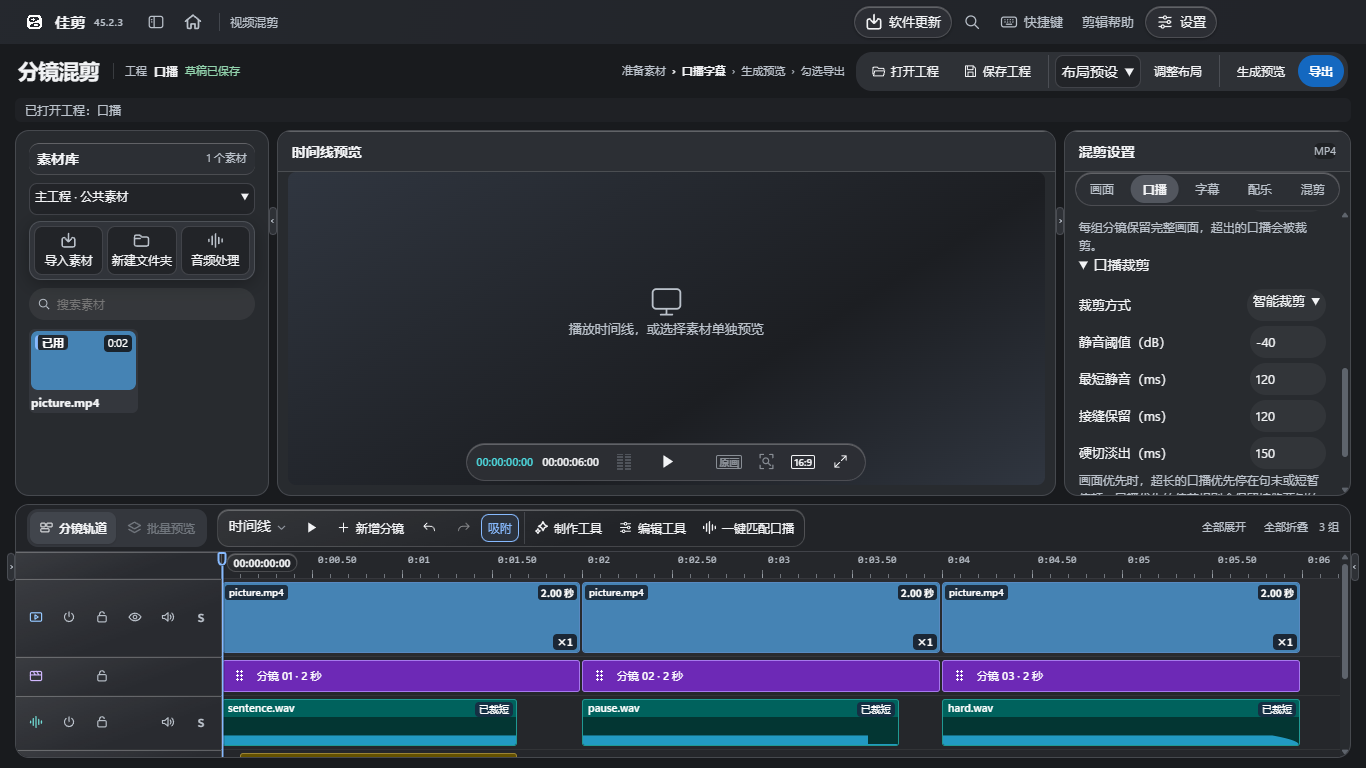 佳剪 45.2.3 视频混剪 软件更新 快捷键 剪辑帮助 设置
分镜混剪 工程 口播 草稿已保存 准备素材 › 口播字幕 › 生成预览 › 勾选导出 打开工程 保存工程 布局预设 ▼ 调整布局 生成预览 导出
已打开工程：口播
素材库 1 个素材
主工程 · 公共素材 ▼
导入素材 新建文件夹 音频处理
搜索素材
已用 0:02
picture.mp4
时间线预览
播放时间线，或选择素材单独预览
00:00:00:00 00:00:06:00 原画 16:9
混剪设置 MP4
画面 口播 字幕 配乐 混剪
每组分镜保留完整画面，超出的口播会被裁
剪。
▼ 口播裁剪
裁剪方式 智能裁剪 ▼
静音阈值（dB） -40
最短静音（ms） 120
接缝保留（ms） 120
硬切淡出（ms） 150
画面优先时，超长的口播优先停在句末或短暂
分镜轨道 批量预览 时间线 新增分镜 吸附 制作工具 编辑工具 一键匹配口播 全部展开 全部折叠 3 组
00:00:00:00 0:00.50 0:01 0:01.50 0:02 0:02.50 0:03 0:03.50 0:04 0:04.50 0:05 0:05.50 0:06
picture.mp4 2.00 秒 picture.mp4 2.00 秒 picture.mp4 2.00 秒
S
×1 ×1 ×1
分镜 01 · 2 秒 分镜 02 · 2 秒 分镜 03 · 2 秒
sentence.wav 已裁短 pause.wav 已裁短 hard.wav 已裁短
S